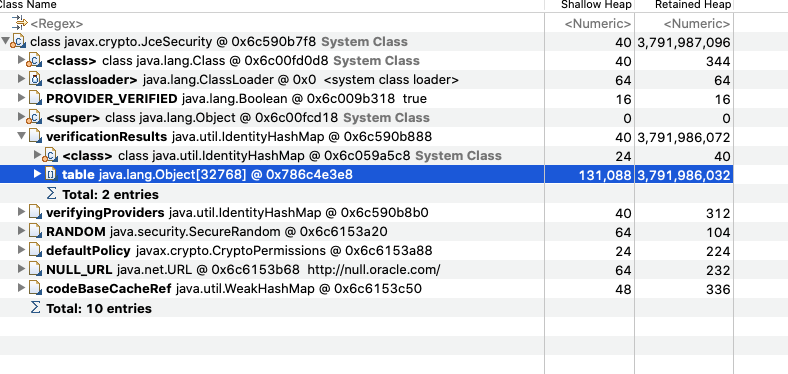 Class Name Shallow Heap Retained Heap
<Regex> <Numeric> <Numeric>
class javax.crypto.JceSecurity @ 0x6c590b7f8 System Class 40 3,791,987,096
<class> class java.lang.Class @ 0x6c00fd0d8 System Class 40 344
<classloader> java.lang.ClassLoader @ 0x0 <system class loader> 64 64
PROVIDER_VERIFIED java.lang.Boolean @ 0x6c009b318 true 16 16
<super> class java.lang.Object @ 0x6c00fcd18 System Class 0 0
verificationResults java.util.IdentityHashMap @ 0x6c590b888 40 3,791,986,072
<class> class java.util.IdentityHashMap @ 0x6c059a5c8 System Class 24 40
table java.lang.Object[32768] @ 0x786c4e3e8 131,088 3,791,986,032
Total: 2 entries
verifyingProviders java.util.IdentityHashMap @ 0x6c590b8b0 40 312
RANDOM java.security.SecureRandom @ 0x6c6153a20 64 104
defaultPolicy javax.crypto.CryptoPermissions @ 0x6c6153a88 24 224
NULL_URL java.net.URL @ 0x6c6153b68 http://null.oracle.com/ 64 232
codeBaseCacheRef java.util.WeakHashMap @ 0x6c6153c50 48 336
Total: 10 entries